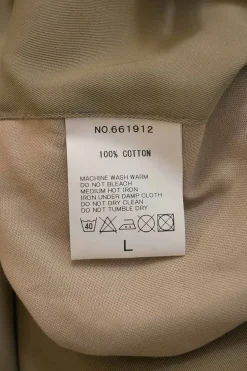 NO.661912
100% COTTON
MACHINE WASH WARM
DO NOT BLEACH
MEDIUM HOT IRON
IRON UNDER DAMP CLOTH
DO NOT DRY CLEAN
DO NOT TUMBLE DRY
40
L